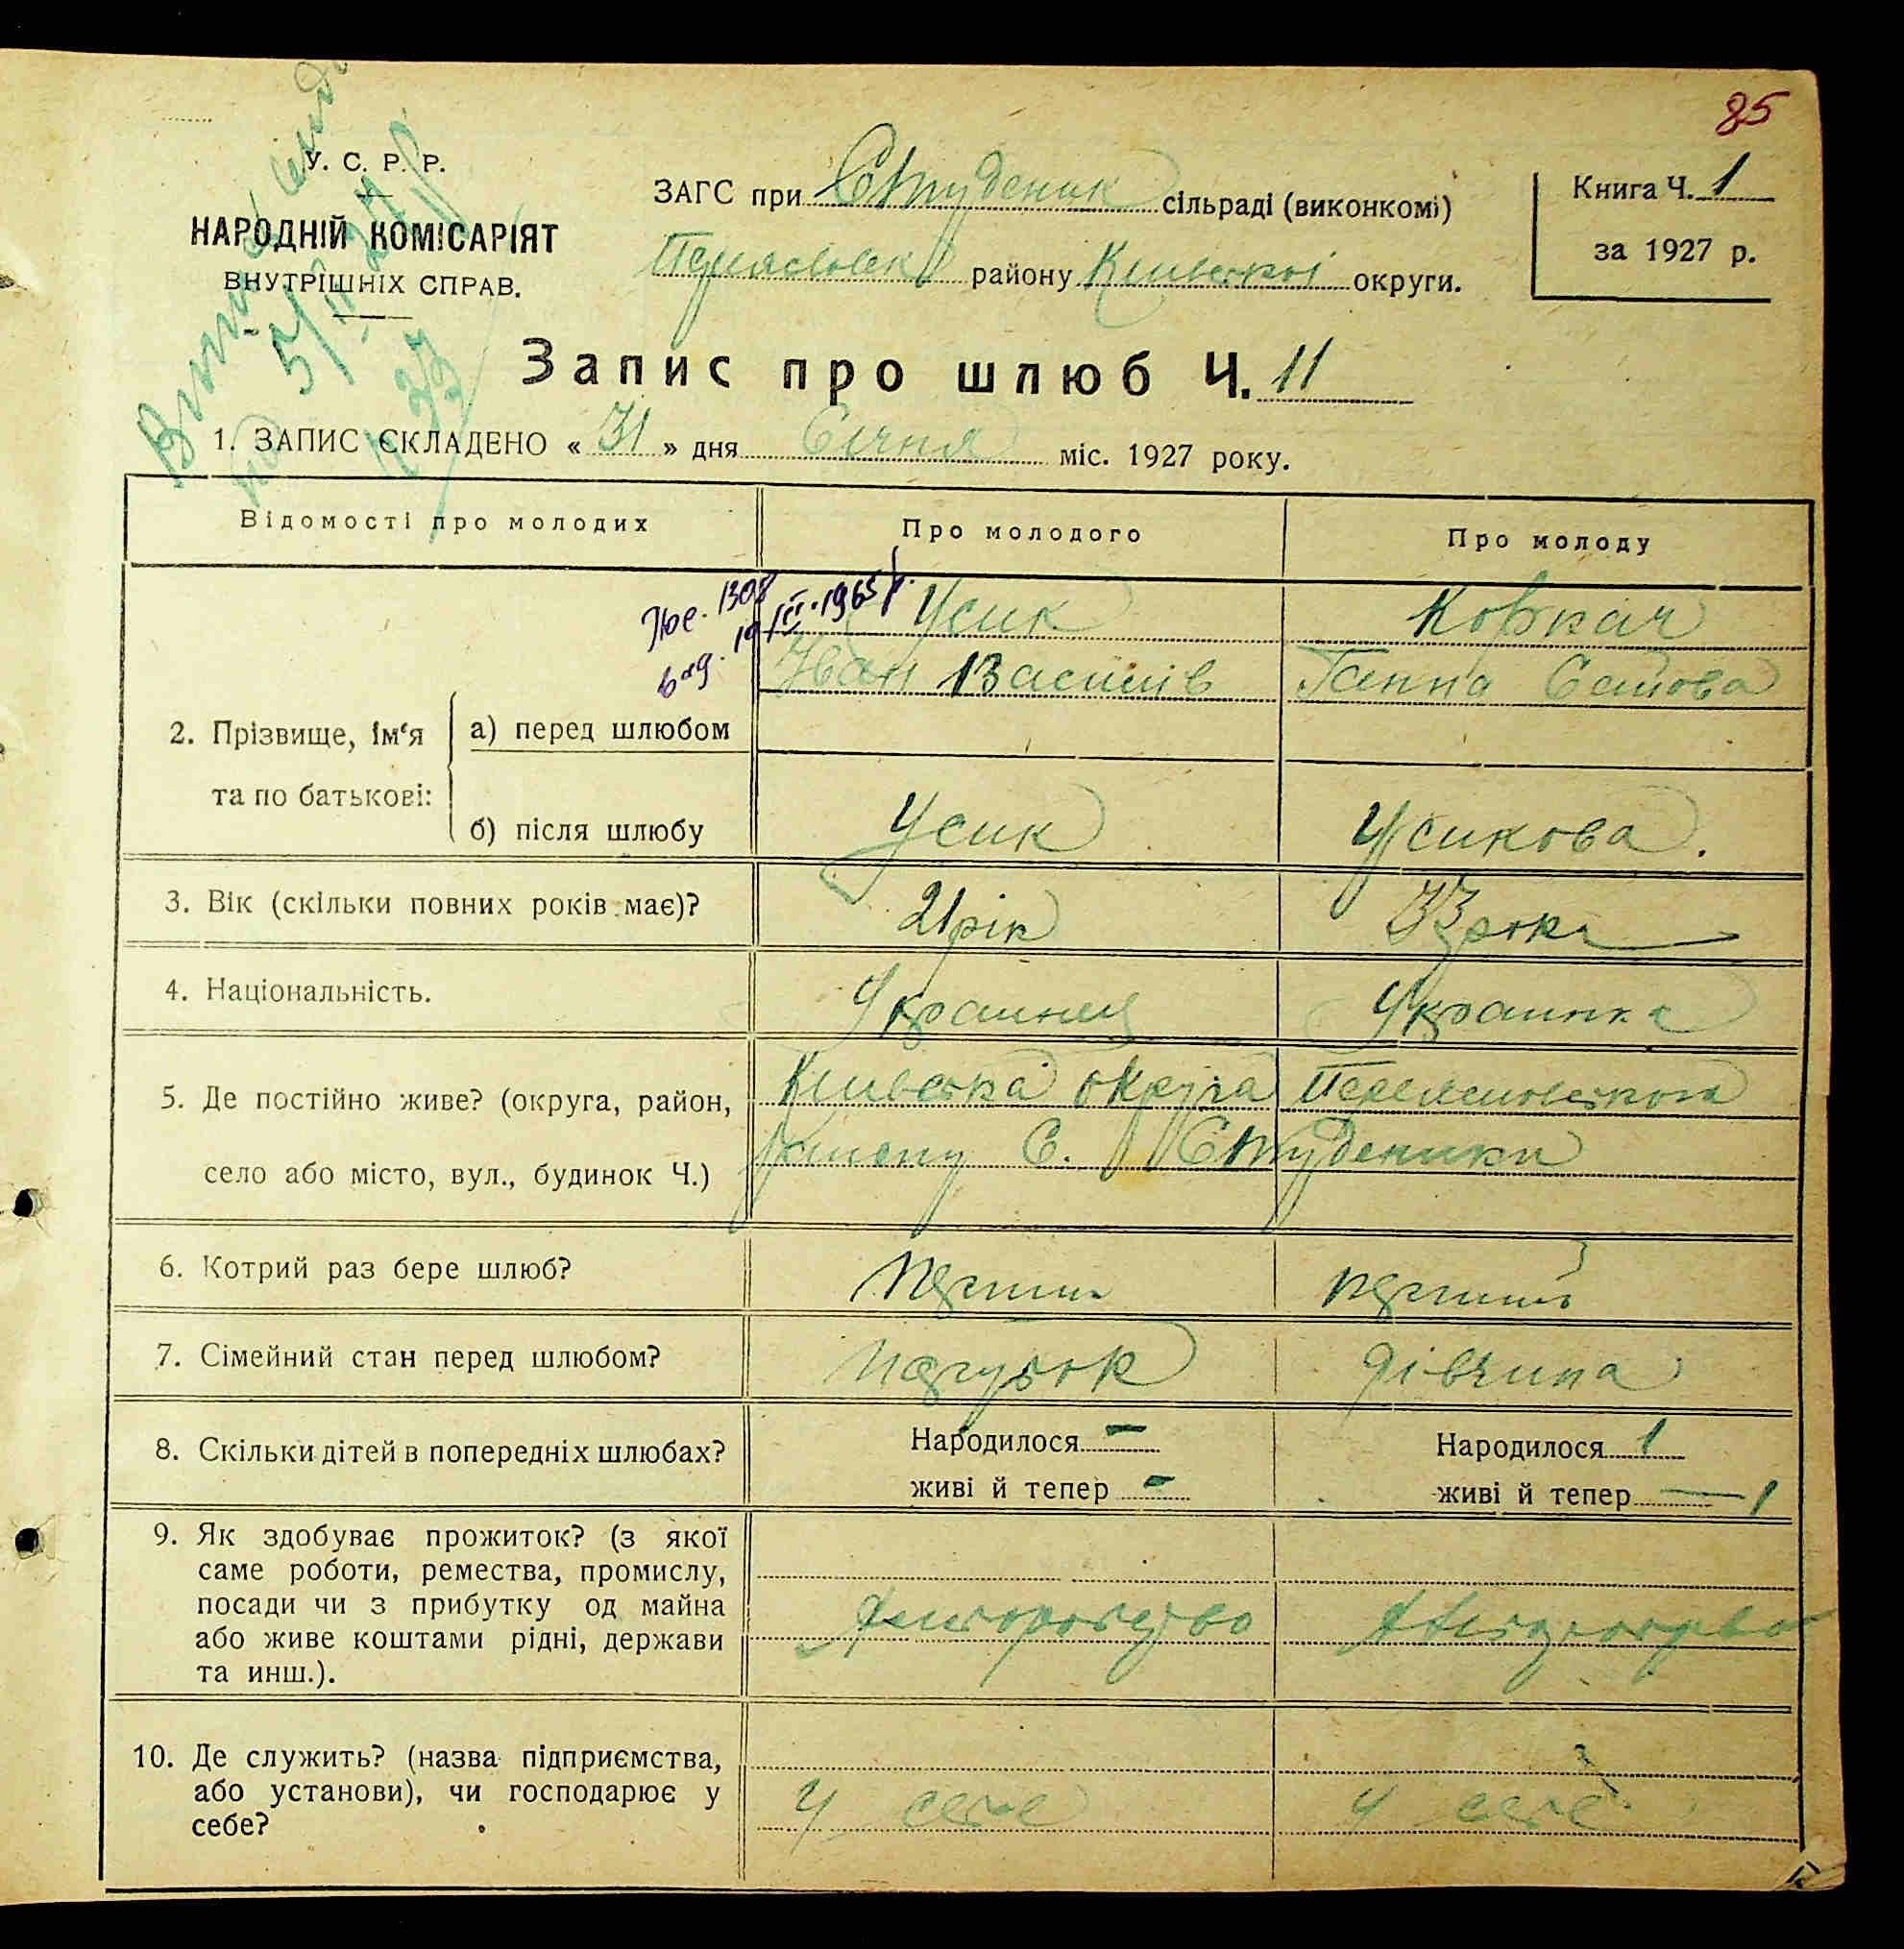 85
У. С. Р. Р.
НАРОДНІЙ КОМІСАРІЯТ
ВНУТРІШНІХ СПРАВ.
ЗАГС при Студеник сільраді (виконкомі)
району Київської округи.
Книга Ч. 1
за 1927 р.
Запис про шлюб Ч. 11
1. ЗАПИС СКЛАДЕНО « 31 » дня Січня міс. 1927 року.
Відомості про молодих
Про молодого
Про молоду
2. Прізвище, ім‘я
та по батькові:
а) перед шлюбом
Усик
Іван Василів
Ковкач
Ганна
б) після шлюбу
Усик
Усикова.
3. Вік (скільки повних років має)?
21 рік
33 роки
4. Національність.
Украинец
Украинка
5. Де постійно живе? (округа, район,
село або місто, вул., будинок Ч.)
Київська округа
С. Студеники
6. Котрий раз бере шлюб?
перший
7. Сімейний стан перед шлюбом?
парубок
дівчина
8. Скільки дітей в попередніх шлюбах?
Народилося —
живі й тепер —
Народилося 1
живі й тепер — 1
9. Як здобуває прожиток? (з якої
саме роботи, ремества, промислу,
посади чи з прибутку од майна
або живе коштами рідні, держави
та инш.).
10. Де служить? (назва підприємства,
або установи), чи господарює у
себе?
У себе
У себе